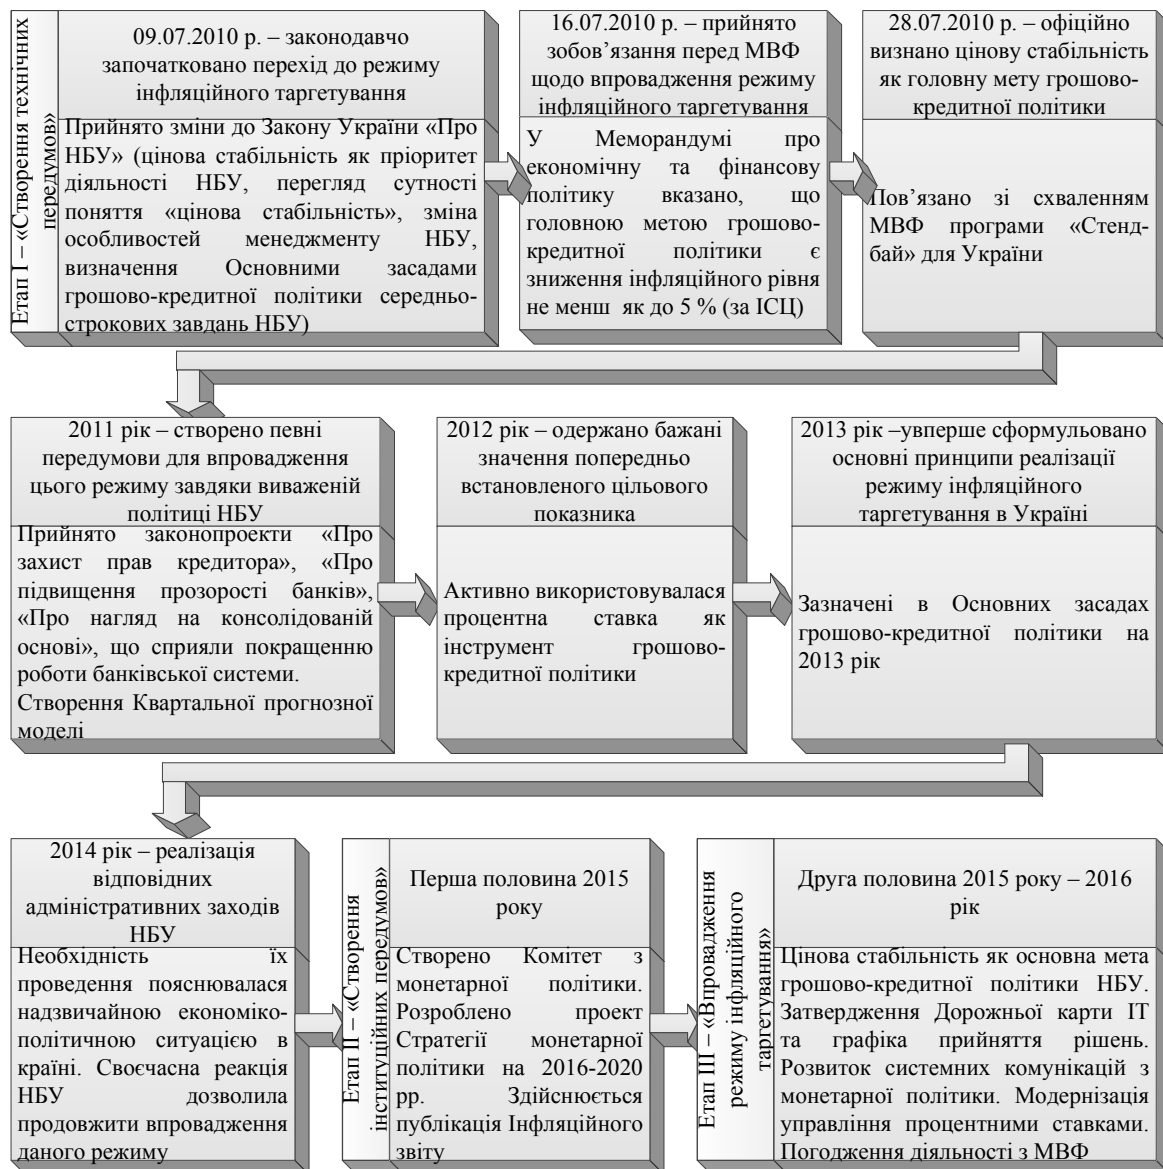 Етап І – «Створення технічних
передумов»
09.07.2010 р. – законодавчо
започатковано перехід до режиму
інфляційного таргетування
Прийнято зміни до Закону України «Про
НБУ» (цінова стабільність як пріоритет
діяльності НБУ, перегляд сутності
поняття «цінова стабільність», зміна
особливостей менеджменту НБУ,
визначення Основними засадами
грошово-кредитної політики середньо-
строкових завдань НБУ)
16.07.2010 – прийнято
зобов’язання перед МВФ
щодо впровадження режиму
інфляційного таргетування
У Меморандумі про
економічну та фінансову
політику вказано, що
головною метою грошово-
кредитної політики є
зниження інфляційного рівня
не менш як до 5 % (за ІСЦ)
28.07.2010 р. – офіційно
визнано цінову стабільність
як головну мету грошово-
кредитної політики
Пов’язано зі схваленням
МВФ програми «Стенд-
бай» для України
2011 рік – створено певні
передумови для впровадження
цього режиму завдяки виваженій
політиці НБУ
Прийнято законопроекти «Про
захист прав кредитора», «Про
підвищення прозорості банків»,
«Про нагляд на консолідованій
основі», що сприяли покращенню
роботи банківської системи.
Створення Квартальної прогнозної
моделі
2012 рік – одержано бажані
значення попередньо
встановленого цільового
показника
Активно використовувалася
процентна ставка як
інструмент грошово-
кредитної політики
2013 рік –увперше сформульовано
основні принципи реалізації
режиму інфляційного
таргетування в Україні
Зазначені в Основних засадах
грошово-кредитної політики на
2013 рік
2014 рік – реалізація
відповідних
адміністративних заходів
НБУ
Необхідність їх
проведення пояснювалася
надзвичайною економіко-
політичною ситуацією в
країні. Своєчасна реакція
НБУ дозволила
продовжити впровадження
даного режиму
Етап ІІ – «Створення
інституційних передумов»
Перша половина 2015
року
Створено Комітет з
монетарної політики.
Розроблено проект
Стратегії монетарної
політики на 2016-2020
рр. Здійснюється
публікація Інфляційного
звіту
Етап ІІІ – «Впровадження
режиму інфляційного
таргетування»
Друга половина 2015 року – 2016
рік
Цінова стабільність як основна мета
грошово-кредитної політики НБУ.
Затвердження Дорожньої карти ІТ
та графіка прийняття рішень.
Розвиток системних комунікацій з
монетарної політики. Модернізація
управління процентними ставками.
Погодження діяльності з МВФ